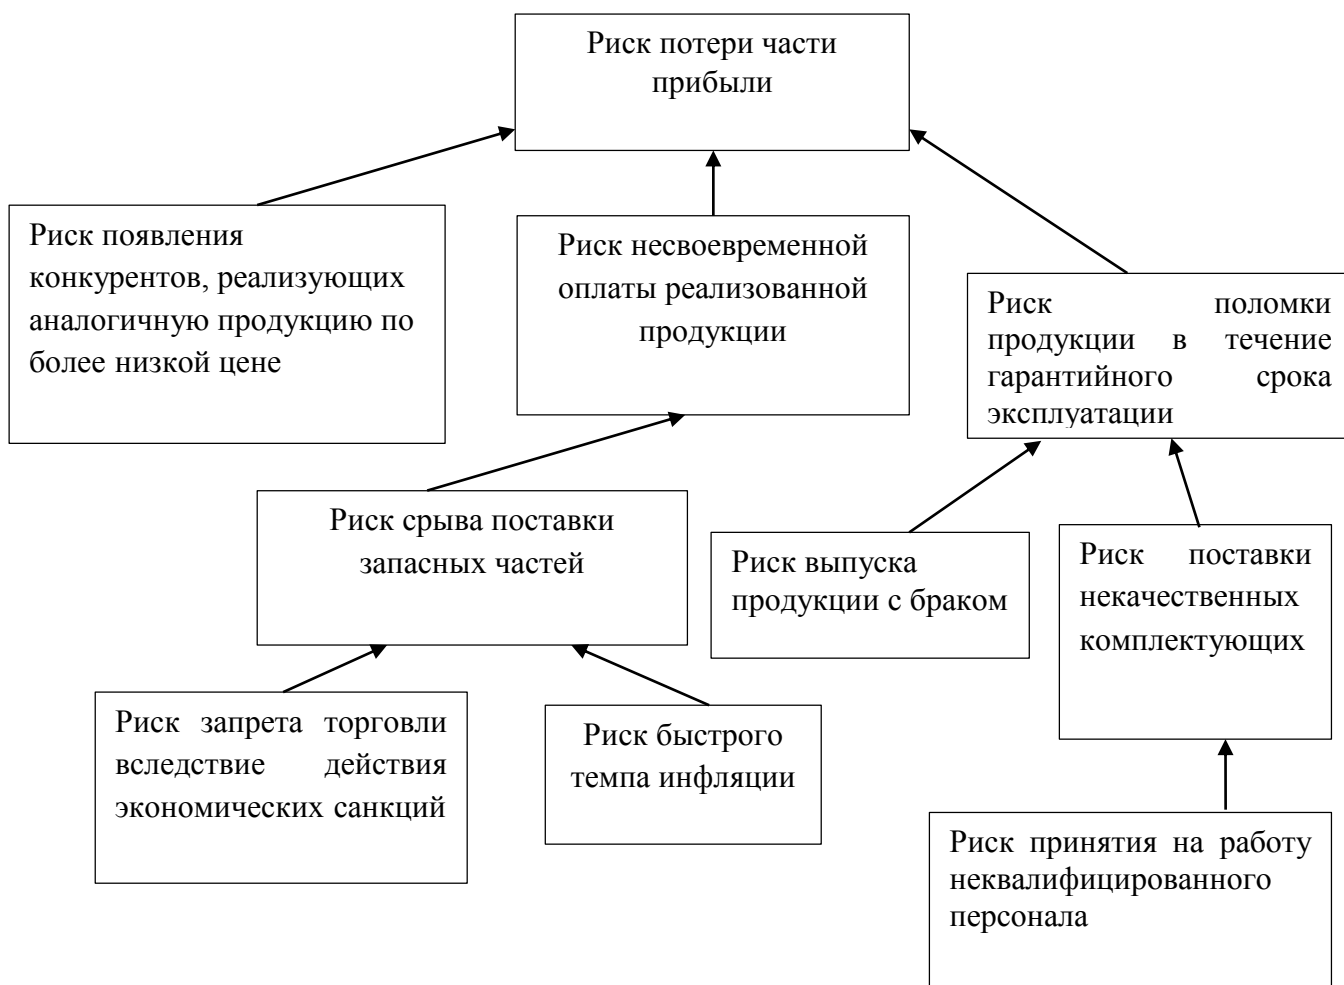 Риск потери части
прибыли
Риск появления
конкурентов, реализующих
аналогичную продукцию по
более низкой цене
Риск несвоевременной
оплаты реализованной
продукции
Риск поломки
продукции в течение
гарантийного срока
эксплуатации
Риск срыва поставки
запасных частей
Риск выпуска
продукции с браком
Риск поставки
некачественных
комплектующих
Риск запрета торговли
вследствие действия
экономических санкций
Риск быстрого
темпа инфляции
Риск принятия на работу
неквалифицированного
персонала